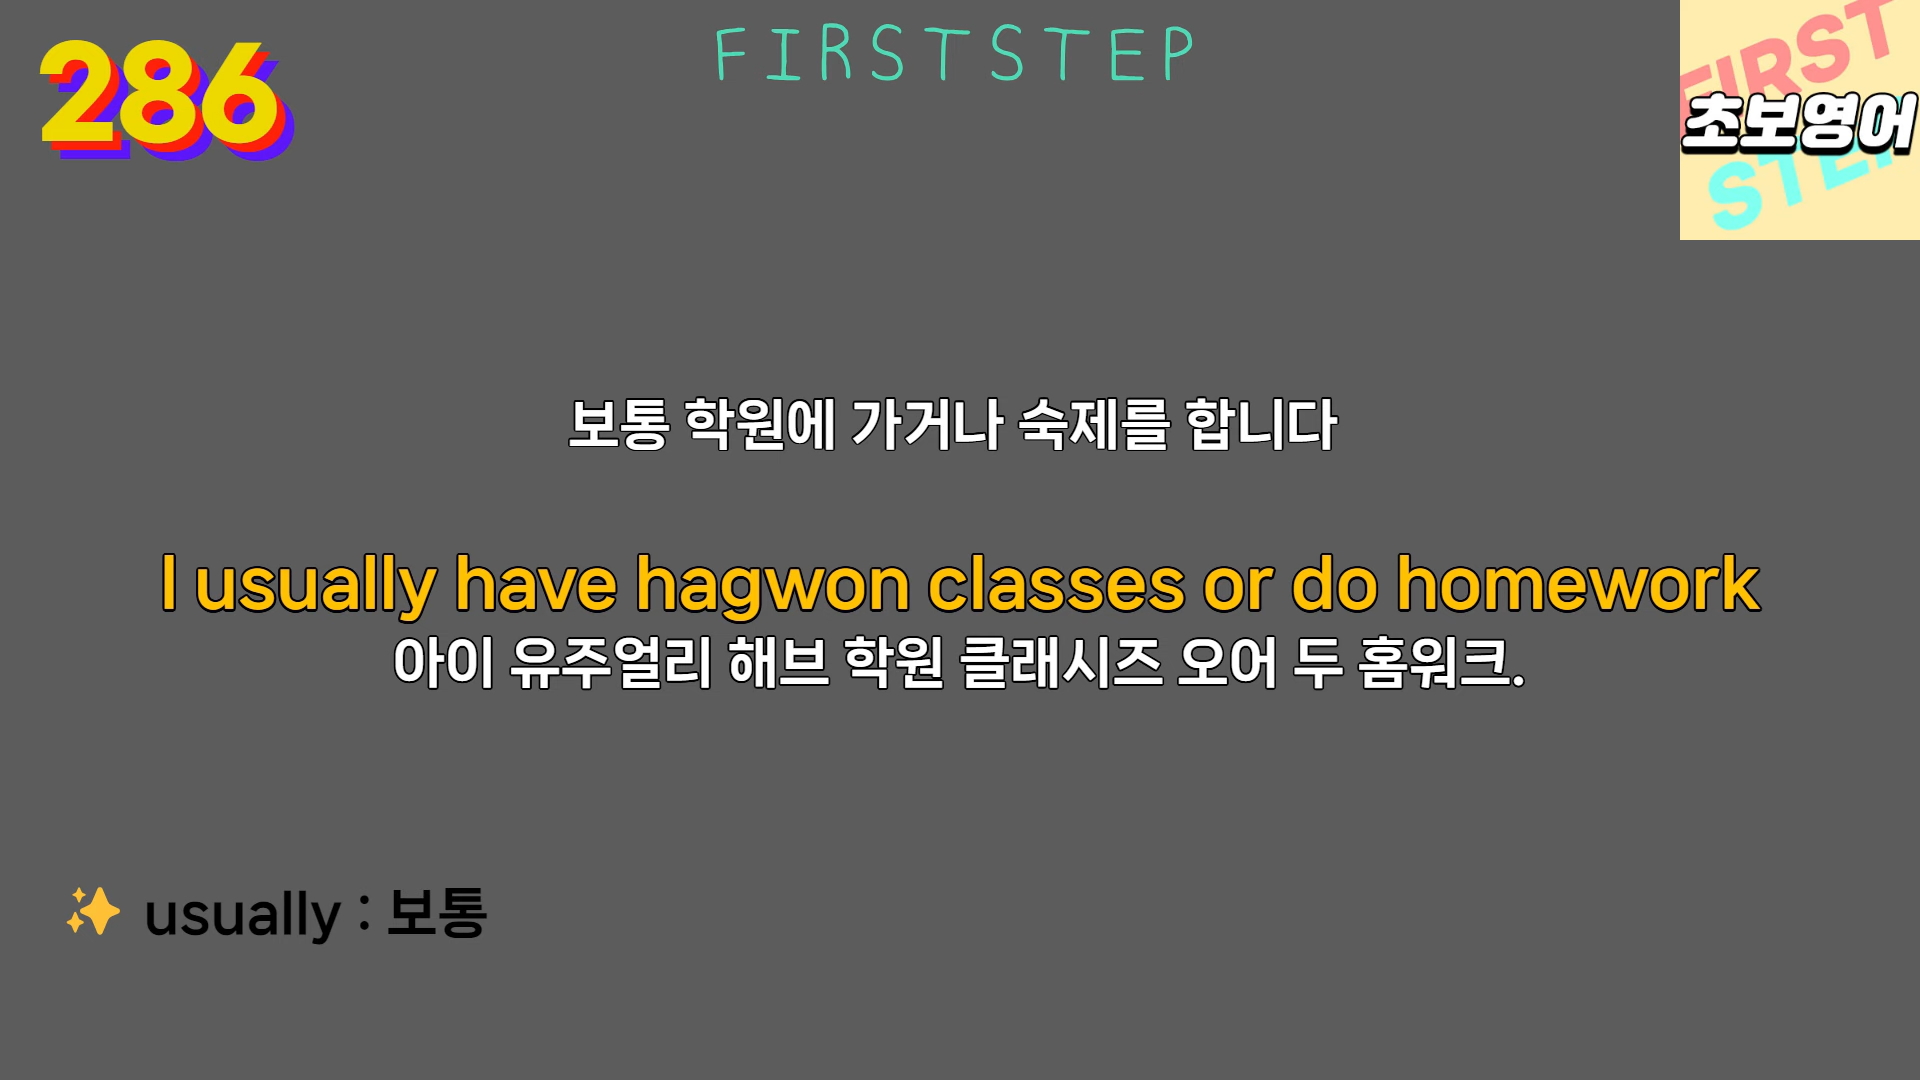 286
FIRSTSTEP
FIRST
초보영어
STEP
보통 학원에 가거나 숙제를 합니다
I usually have hagwon classes or do homework
아이 유주얼리 해브 학원 클래시즈 오어 두 홈워크.
✨ usually : 보통